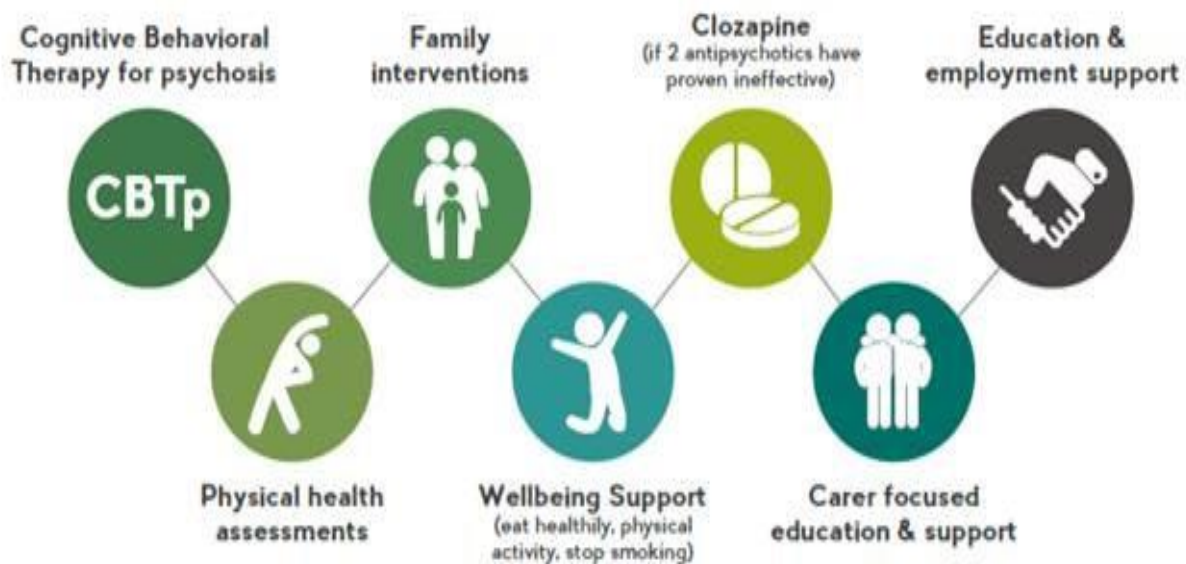 Cognitive Behavioral
Therapy for psychosis
CBTp
Physical health
assessments
Family
interventions
Wellbeing Support
(eat healthily, physical
activity, stop smoking)
Clozapine
(if 2 antipsychotics have
proven ineffective)
Carer focused
education & support
Education &
employment support